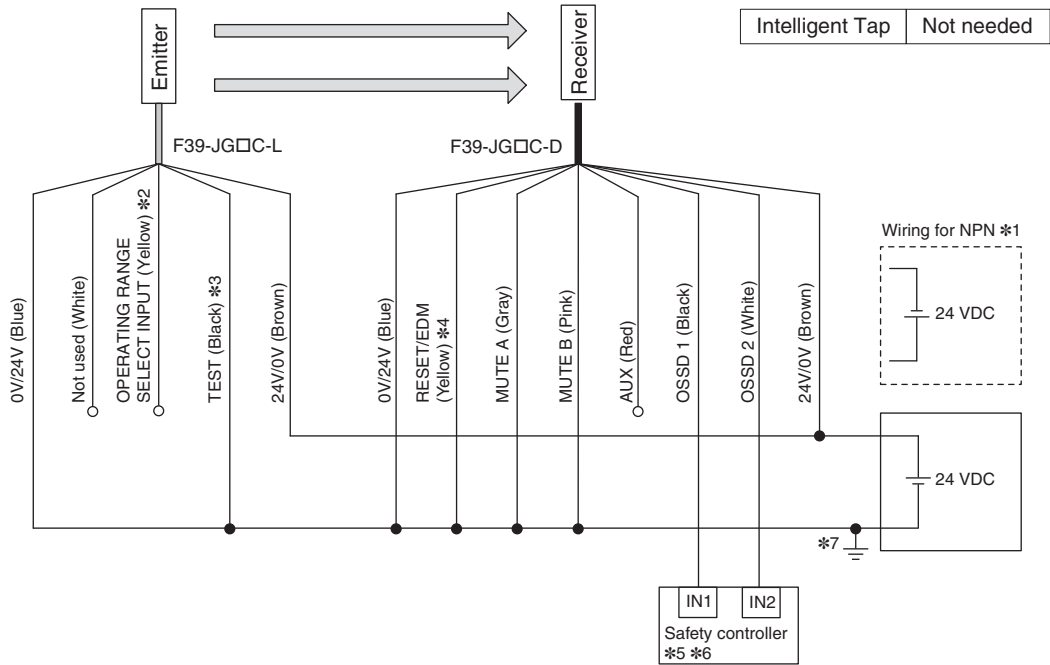 Intelligent Tap Not needed
Emitter
Receiver
F39-JG□C-L
F39-JG□C-D
0V/24V (Blue)
Not used (White)
OPERATING RANGE
SELECT INPUT (Yellow) ✻2
TEST (Black) ✻3
24V/0V (Brown)
0V/24V (Blue)
RESET/EDM
(Yellow) ✻4
MUTE A (Gray)
MUTE B (Pink)
AUX (Red)
OSSD 1 (Black)
OSSD 2 (White)
24V/0V (Brown)
Wiring for NPN ✻1
24 VDC
24 VDC
✻7
IN1 IN2
Safety controller
✻5 ✻6